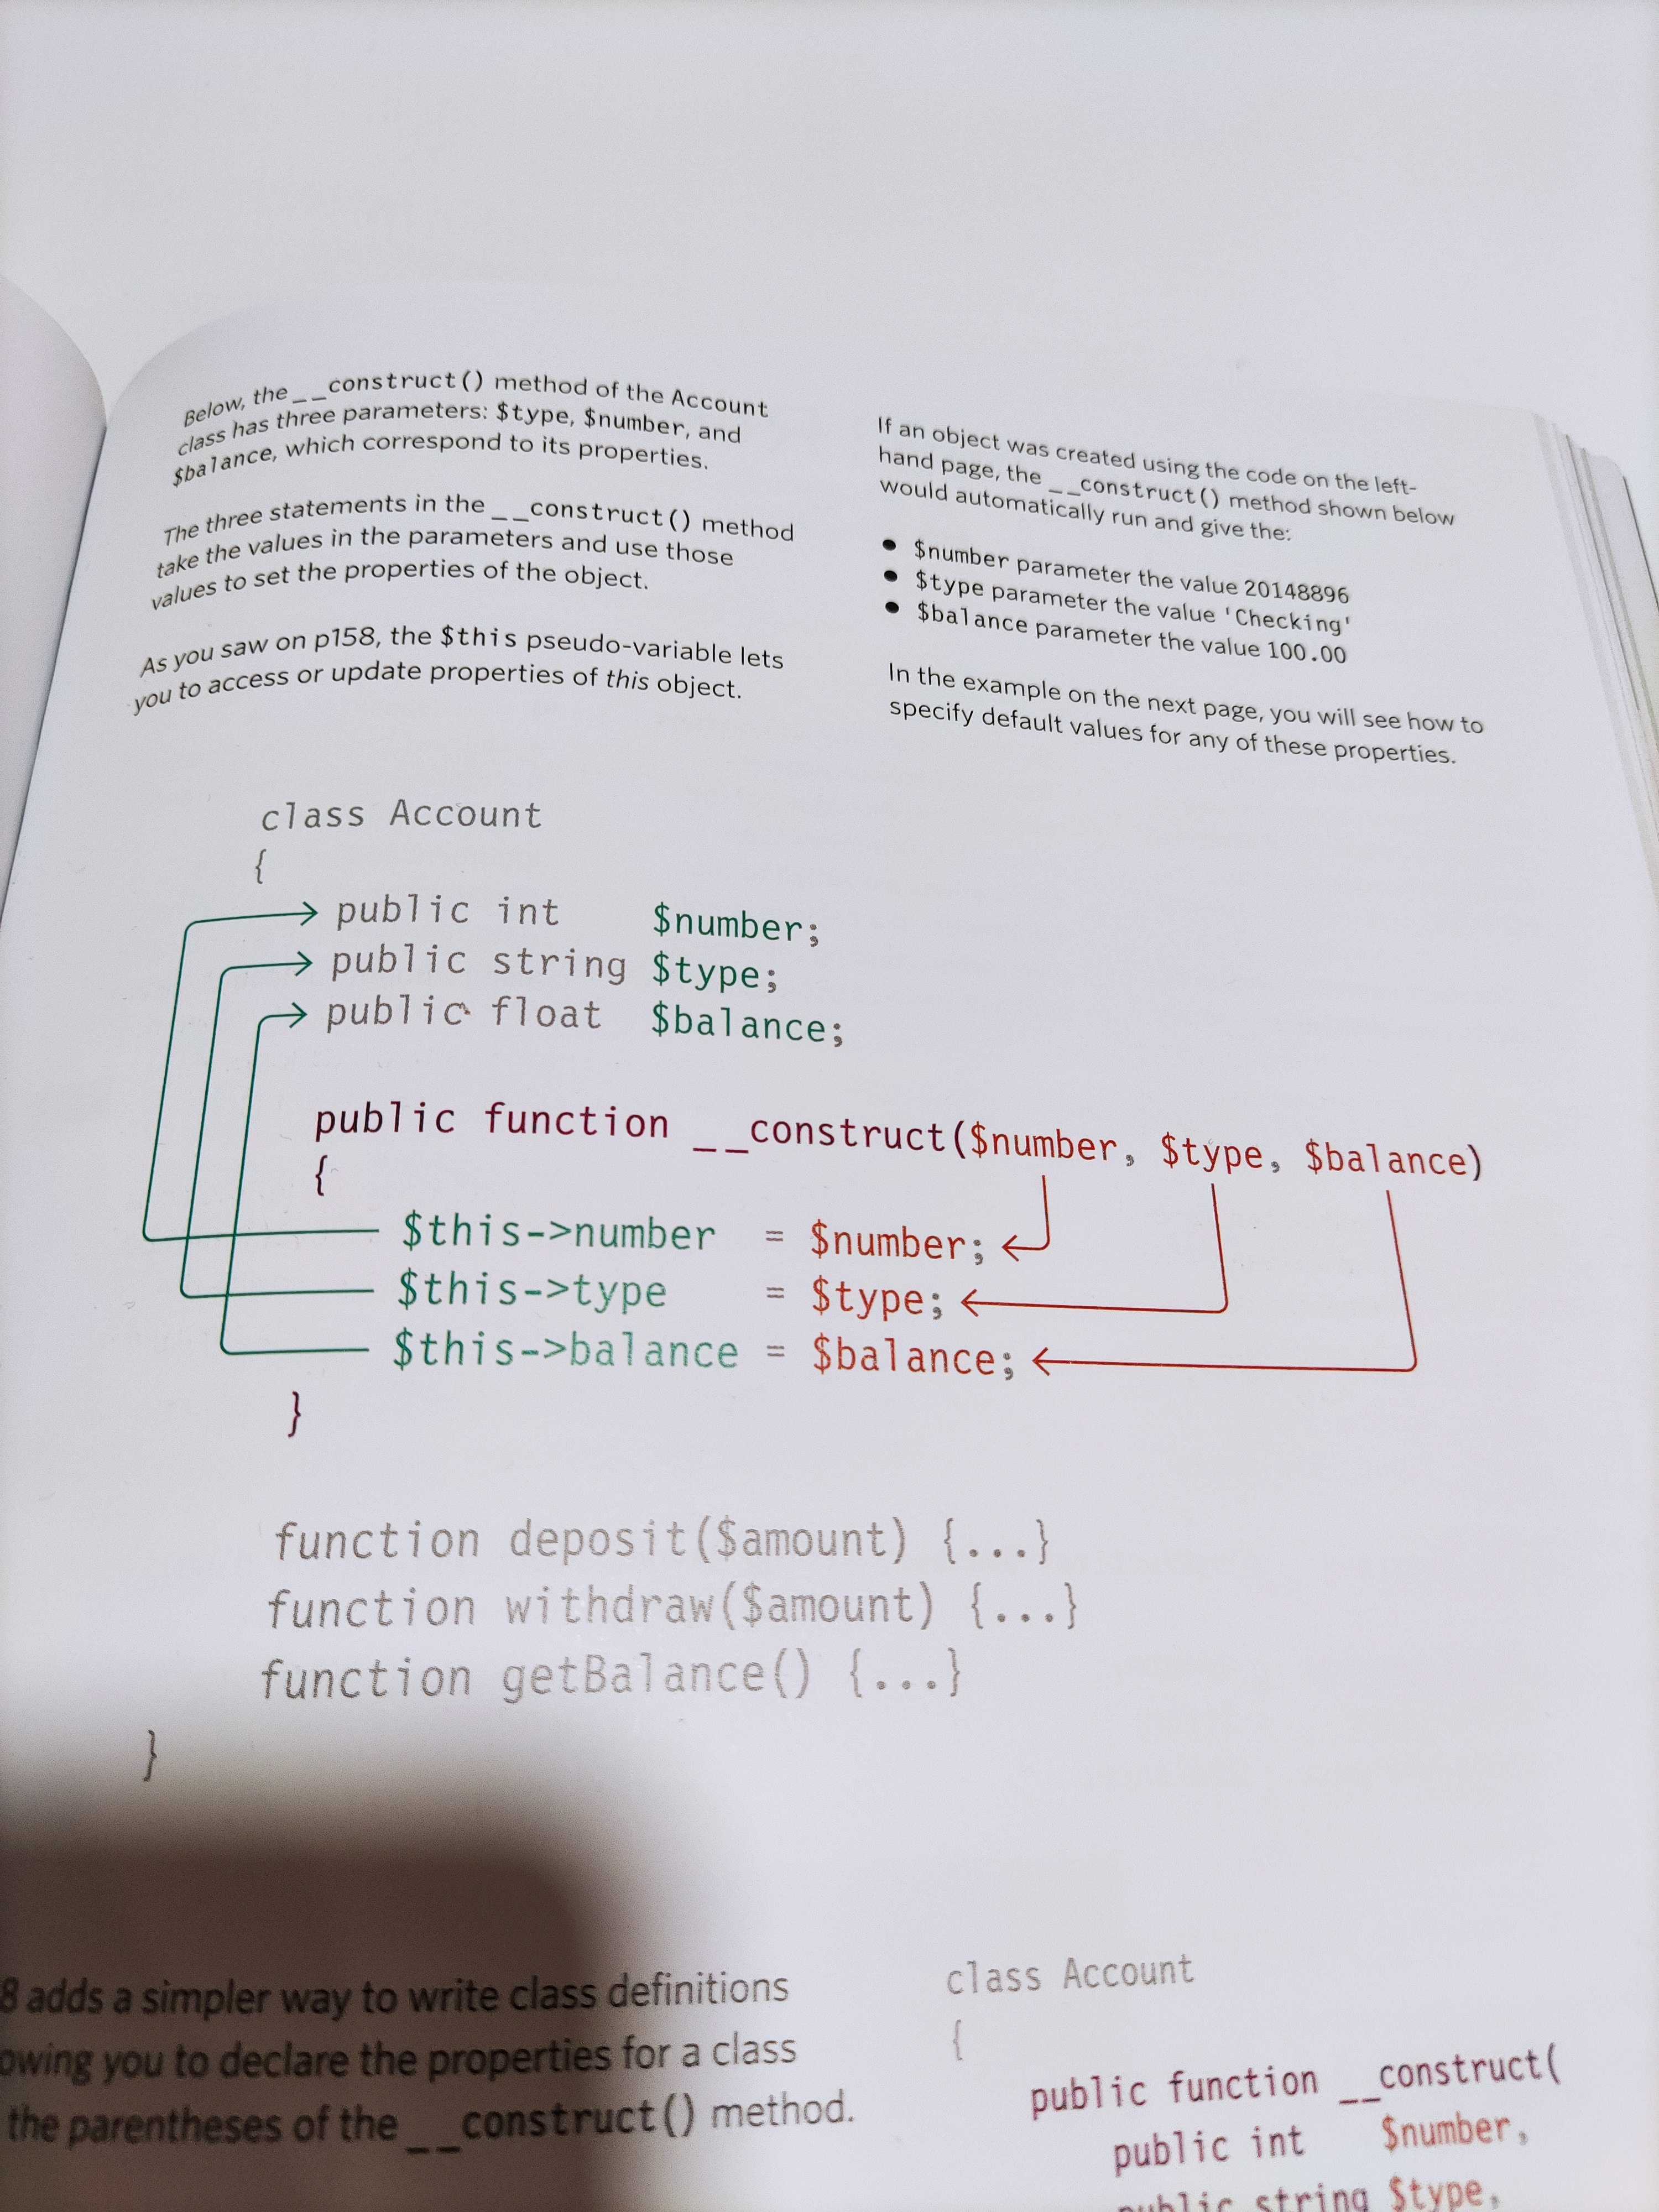 Below, the __construct() method of the Account
class has three parameters: $type, $number, and
$balance, which correspond to its properties.
The three statements in the __construct() method
take the values in the parameters and use those
values to set the properties of the object.
As you saw on p158, the $this pseudo-variable lets
you to access or update properties of this object.
If an object was created using the code on the left-
hand page, the __construct() method shown below
would automatically run and give the:
● $number parameter the value 20148896
● $type parameter the value 'Checking'
● $balance parameter the value 100.00
In the example on the next page, you will see how to
specify default values for any of these properties.
class Account
{
public int $number;
public string $type;
public float $balance;
public function __construct($number, $type, $balance)
{
$this->number = $number;
$this->type = $type;
$this->balance = $balance;
}
function deposit($amount) {...}
function withdraw($amount) {...}
function getBalance() {...}
}
8 adds a simpler way to write class definitions
owing you to declare the properties for a class
the parentheses of the __construct() method.
class Account
{
public function __construct(
public int $number,
public string $type,